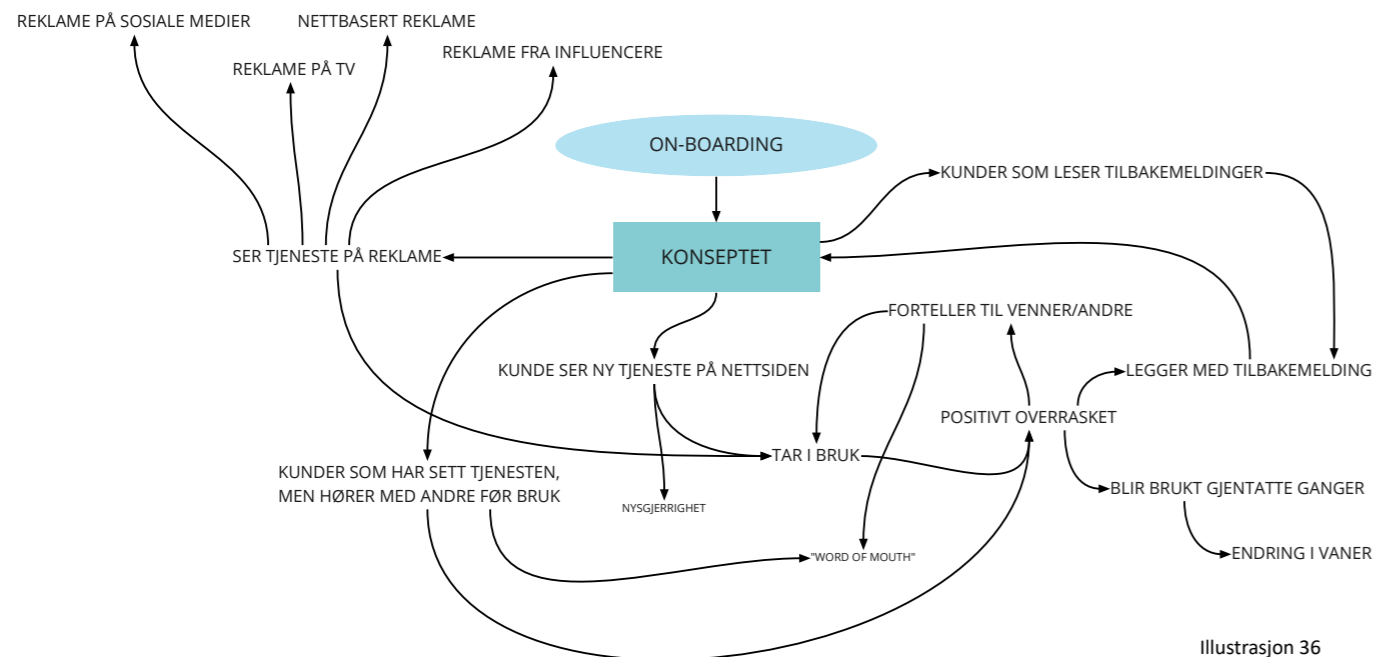 REKLAME PÅ SOSIALE MEDIER
NETTBASERT REKLAME
REKLAME FRA INFLUENCERE
REKLAME PÅ TV
ON-BOARDING
KUNDER SOM LESER TILBAKEMELDINGER
SER TJENESTE PÅ REKLAME
KONSEPTET
FORTELLER TIL VENNER/ANDRE
KUNDE SER NY TJENESTE PÅ NETTSIDEN
LEGGER MED TILBAKEMELDING
POSITIVT OVERRASKET
TAR I BRUK
KUNDER SOM HAR SETT TJENESTEN,
MEN HØRER MED ANDRE FØR BRUK
BLIR BRUKT GJENTATTE GANGER
NYSGJERRIGHET
"WORD OF MOUTH"
ENDRING I VANER
Illustrasjon 36